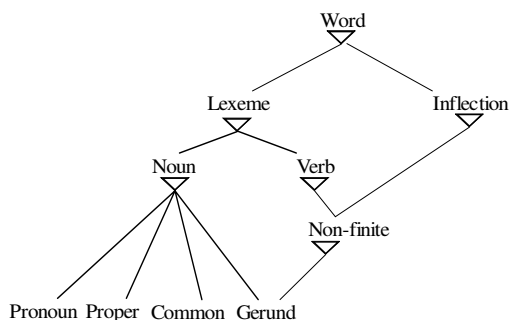 Word
Lexeme Inflection
Noun Verb
Non-finite
Pronoun Proper Common Gerund